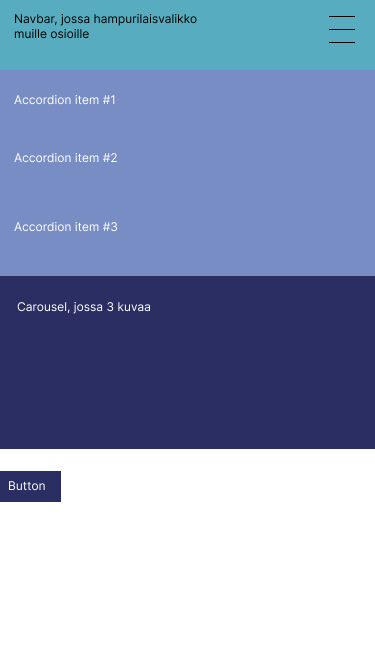 Navbar, jossa hampurilaisvalikko
muille osioille
Accordion item #1
Accordion item #2
Accordion item #3
Carousel, jossa 3 kuvaa
Button